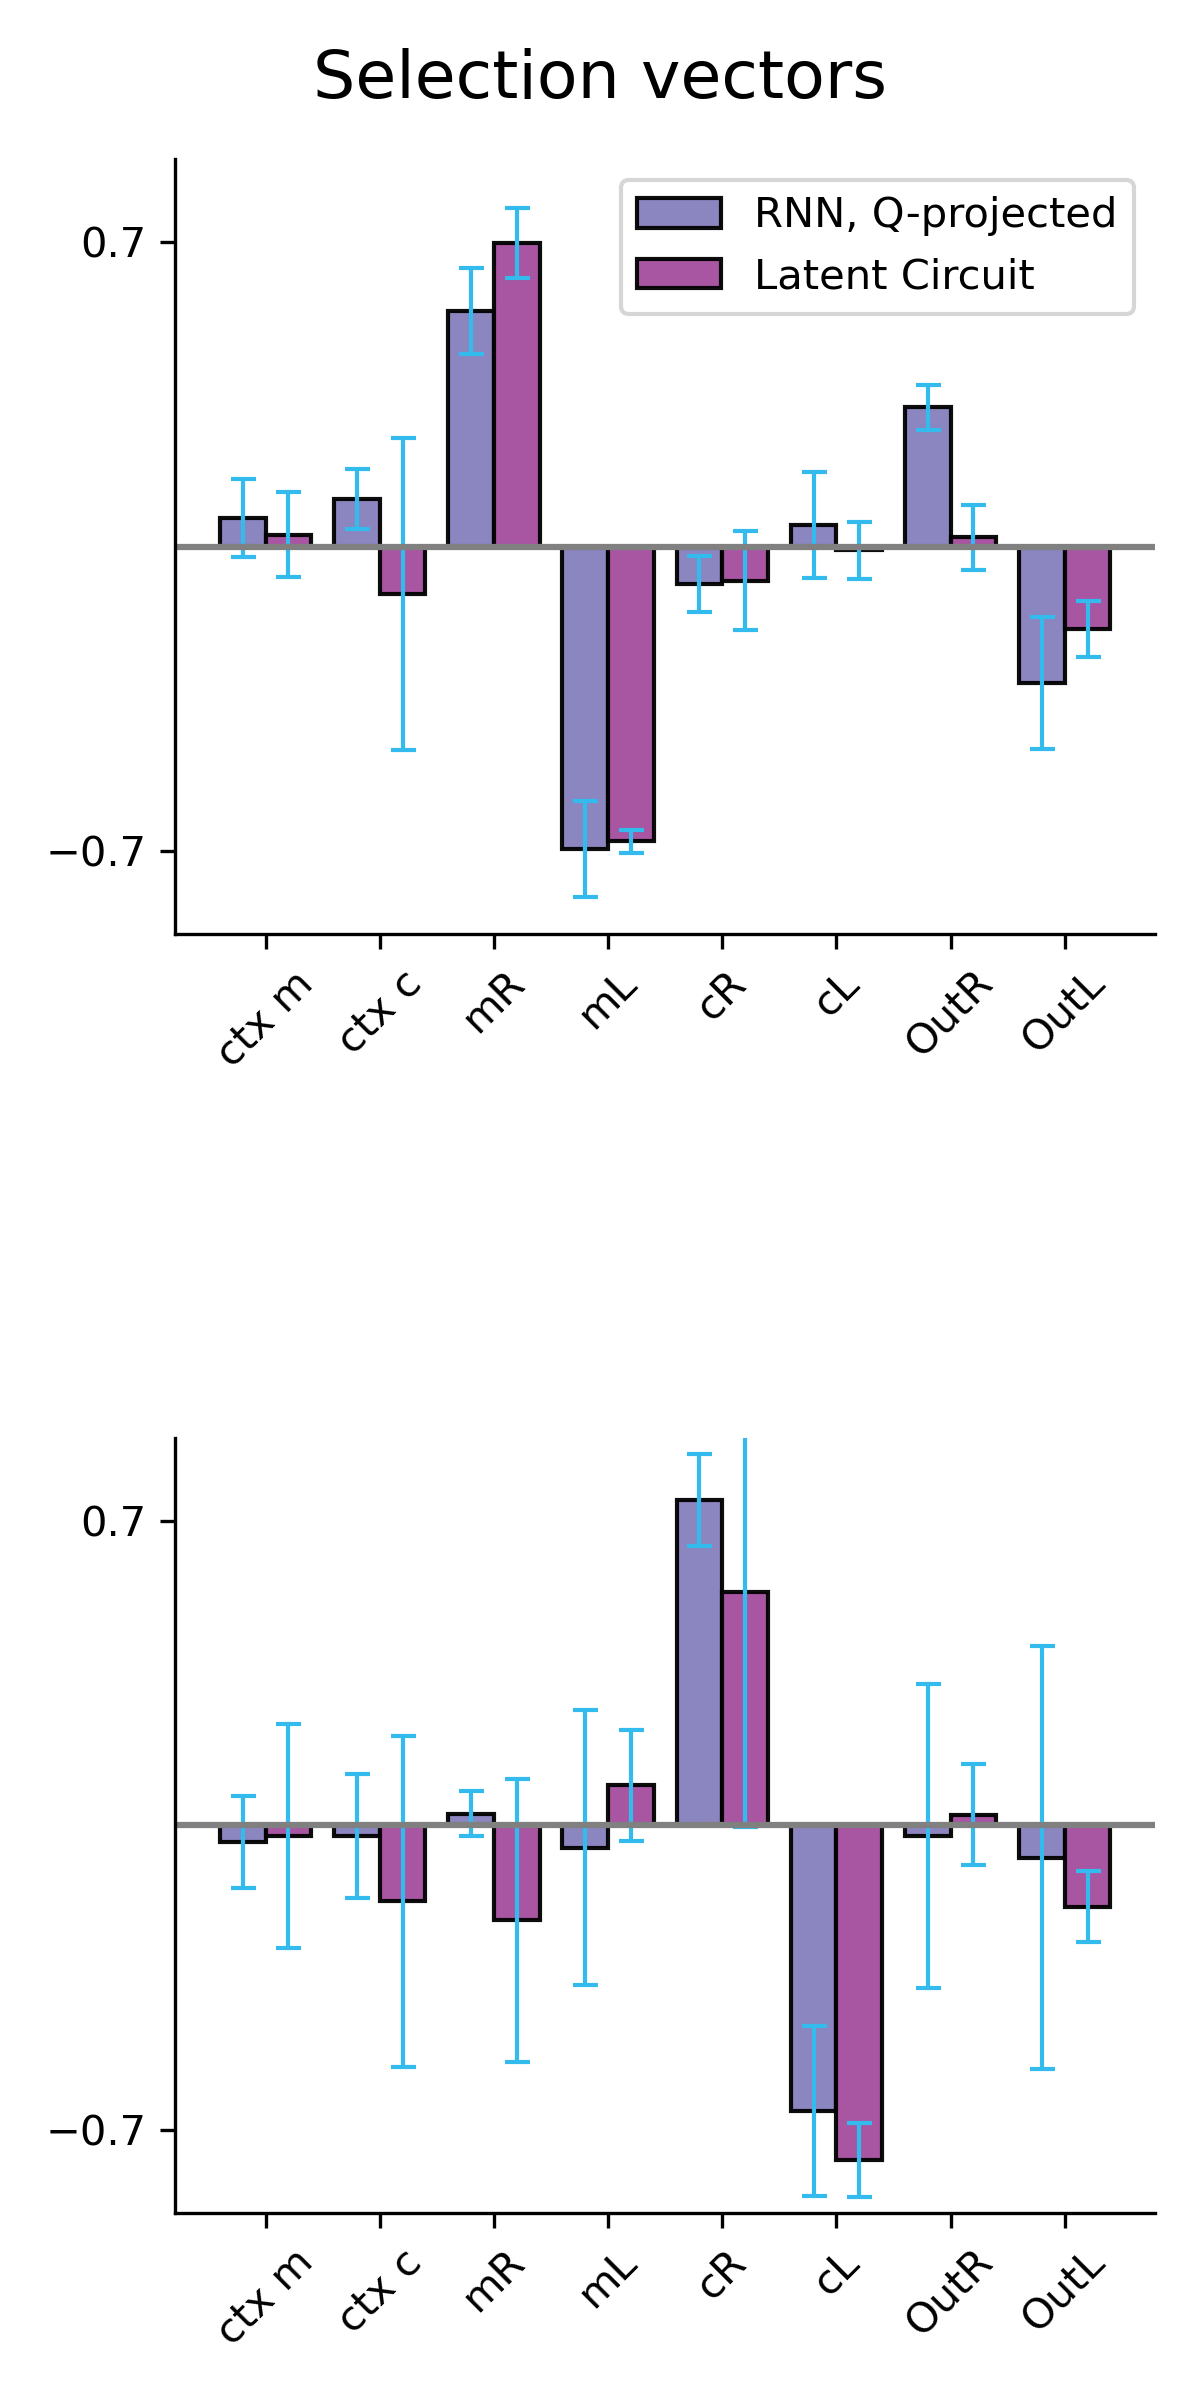 Selection vectors
RNN, Q-projected
Latent Circuit
0.7
−0.7
ctx m
ctx c
mR
mL
cR
cL
OutR
OutL
0.7
−0.7
ctx m
ctx c
mR
mL
cR
cL
OutR
OutL